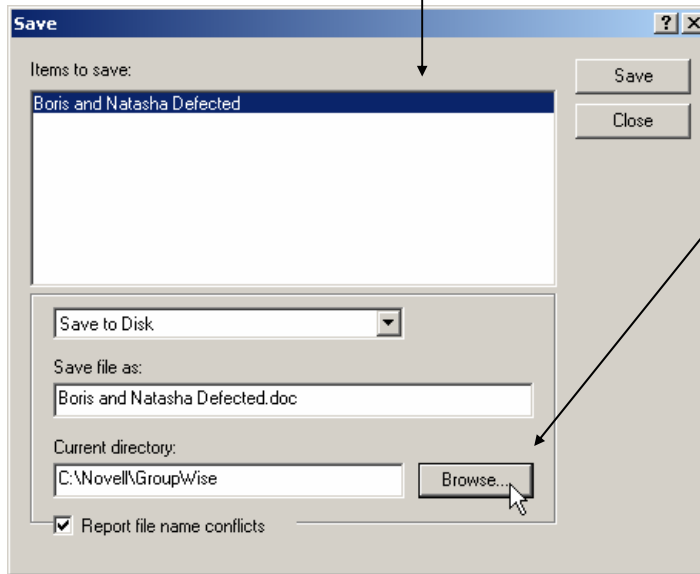 Save
Items to save:
Boris and Natasha Defected
Save
Close
Save to Disk
Save file as:
Boris and Natasha Defected.doc
Current directory:
C:\Novell\GroupWise
Browse...
Report file name conflicts